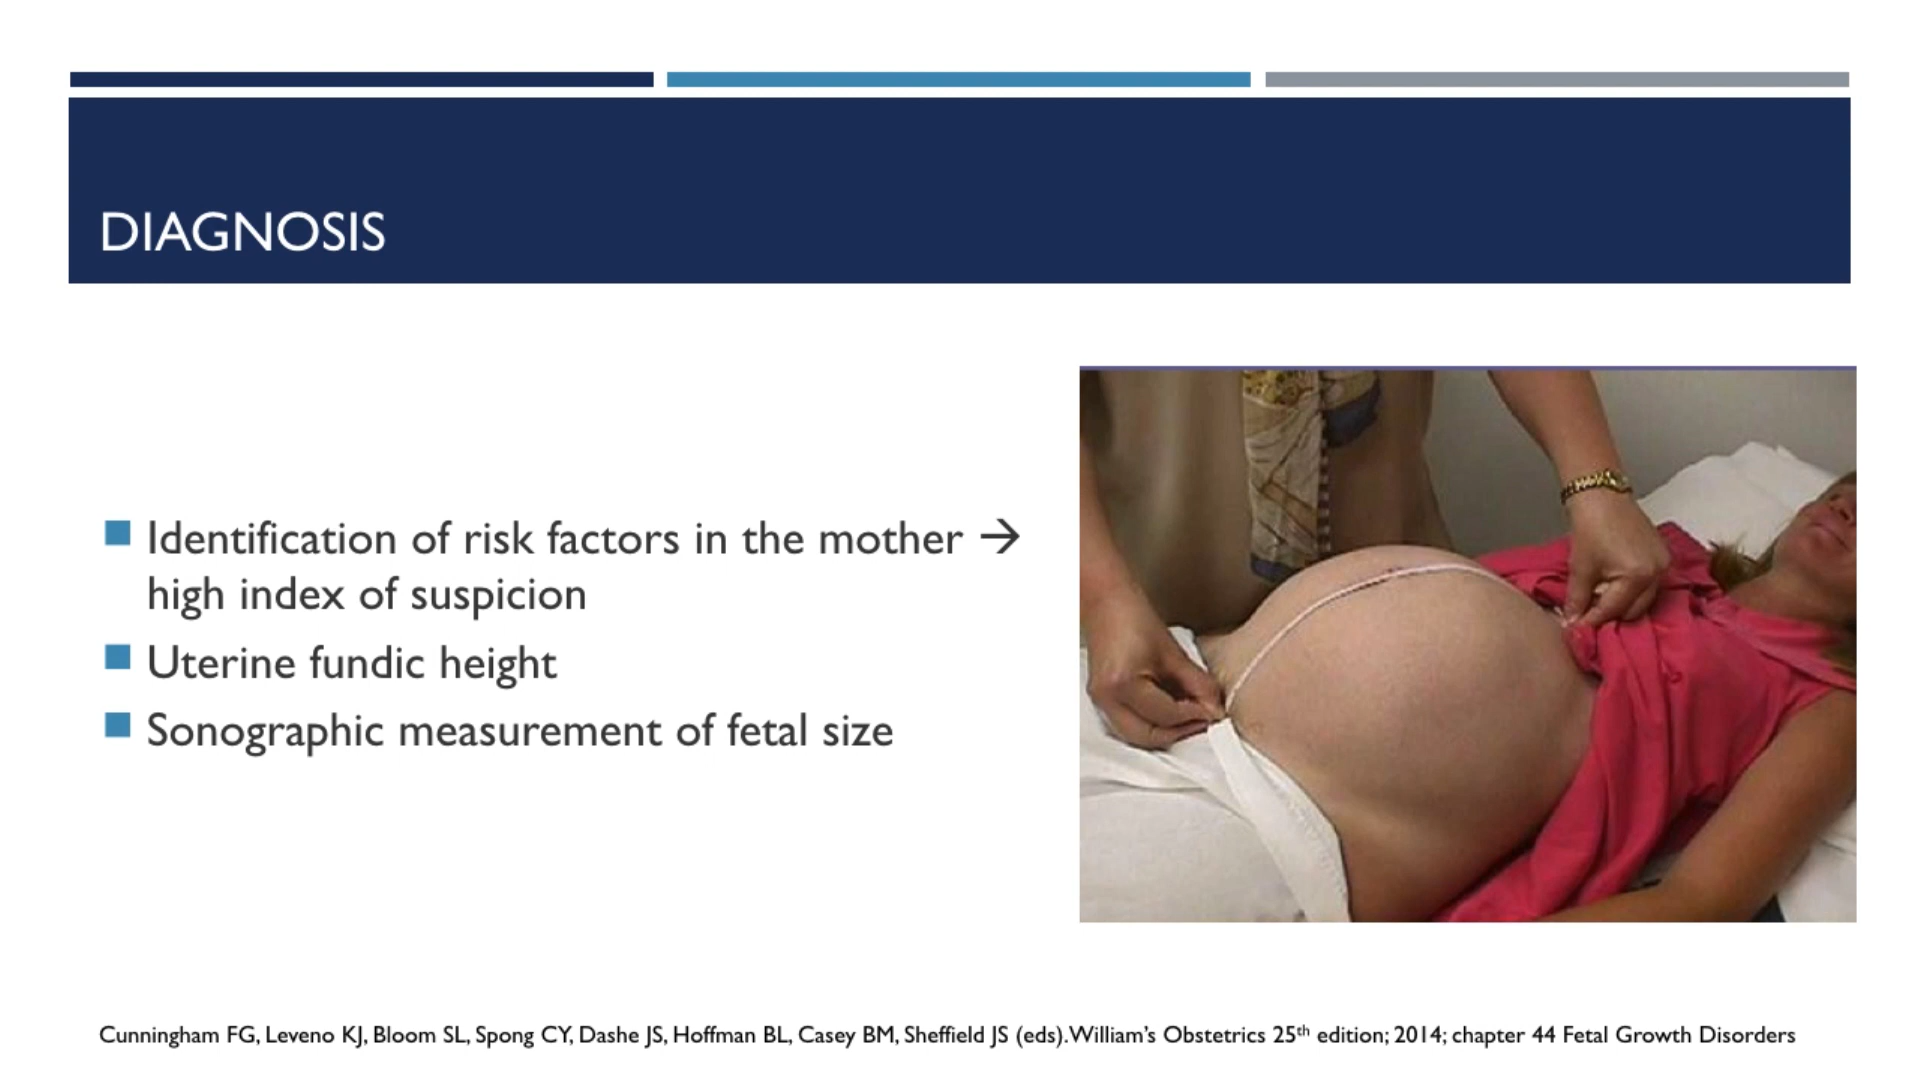 DIAGNOSIS
Identification of risk factors in the mother →
high index of suspicion
Uterine fundic height
Sonographic measurement of fetal size
Cunningham FG, Leveno KJ, Bloom SL, Spong CY, Dashe JS, Hoffman BL, Casey BM, Sheffield JS (eds).William's Obstetrics 25th edition; 2014; chapter 44 Fetal Growth Disorders